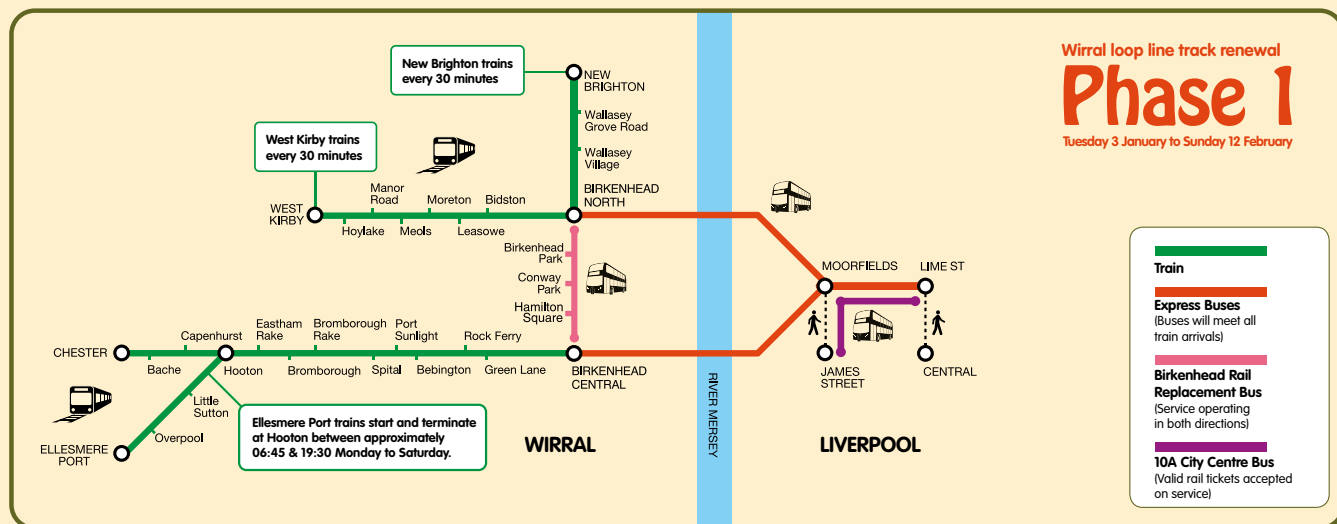 Wirral loop line track renewal
Phase 1
Tuesday 3 January to Sunday 12 February
New Brighton trains
every 30 minutes
NEW
BRIGHTON
Wallasey
Grove Road
Wallasey
Village
West Kirby trains
every 30 minutes
BIRKENHEAD
NORTH
WEST
KIRBY
Manor
Road
Moreton
Bidston
Hoylake
Meols
Leasowe
Birkenhead
Park
Conway
Park
Hamilton
Square
MOORFIELDS
LIME ST
JAMES
STREET
CENTRAL
CHESTER
Capenhurst
Eastham
Rake
Bromborough
Rake
Port
Sunlight
Rock Ferry
Bache
Hooton
Bromborough
Spital
Bebington
Green Lane
BIRKENHEAD
CENTRAL
Little
Sutton
Overpool
ELLESMERE
PORT
Ellesmere Port trains start and terminate
at Hooton between approximately
06:45 & 19:30 Monday to Saturday.
WIRRAL
RIVER MERSEY
LIVERPOOL
Train
Express Buses
(Buses will meet all
train arrivals)
Birkenhead Rail
Replacement Bus
(Service operating
in both directions)
10A City Centre Bus
(Valid rail tickets accepted
on service)